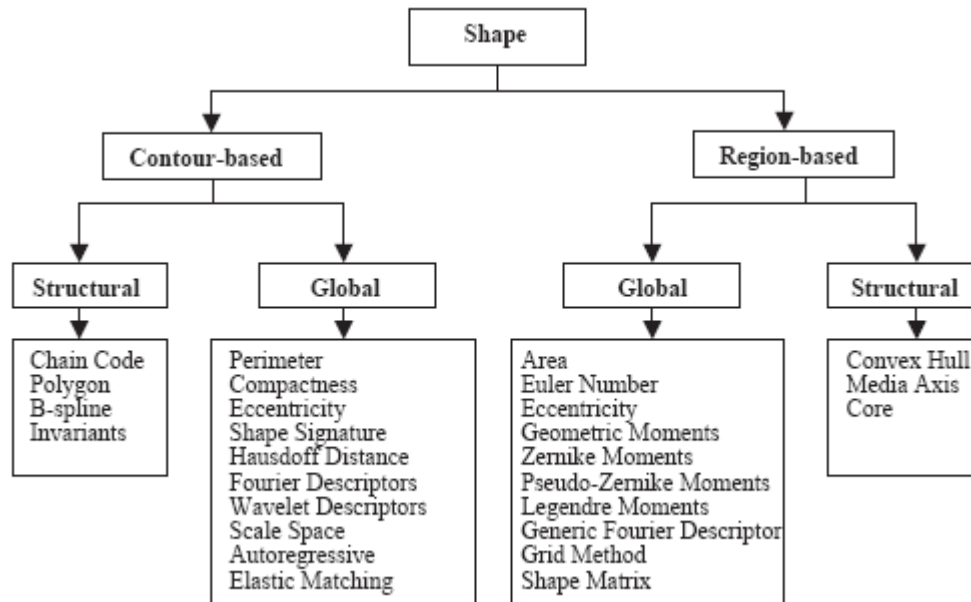 Shape
Contour-based
Region-based
Structural
Global
Global
Structural
Chain Code
Polygon
B-spline
Invariants
Perimeter
Compactness
Eccentricity
Shape Signature
Hausdoff Distance
Fourier Descriptors
Wavelet Descriptors
Scale Space
Autoregressive
Elastic Matching
Area
Euler Number
Eccentricity
Geometric Moments
Zernike Moments
Pseudo-Zernike Moments
Legendre Moments
Generic Fourier Descriptor
Grid Method
Shape Matrix
Convex Hull
Media Axis
Core